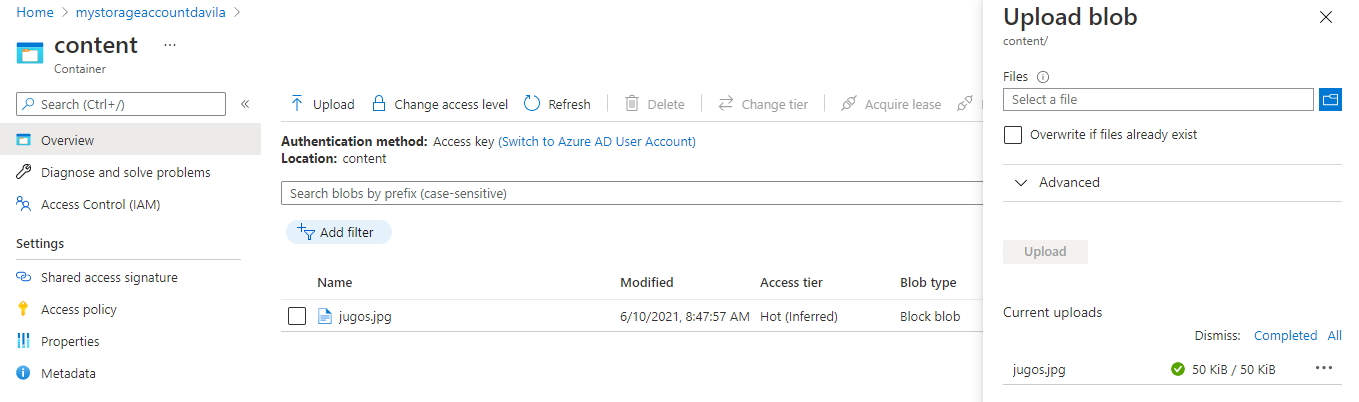 Home > mystorageaccountdavila >
content ...
Container
Search (Ctrl+/) «
Overview
Diagnose and solve problems
Access Control (IAM)
Settings
Shared access signature
Access policy
Properties
Metadata
Upload Change access level Refresh Delete Change tier Acquire lease
Authentication method: Access key (Switch to Azure AD User Account)
Location: content
Search blobs by prefix (case-sensitive)
Add filter
Name Modified Access tier Blob type
jugos.jpg 6/10/2021, 8:47:57 AM Hot (Inferred) Block blob
Upload blob
content/
Files
Select a file
Overwrite if files already exist
Advanced
Upload
Current uploads
Dismiss: Completed All
jugos.jpg 50 KiB / 50 KiB ...